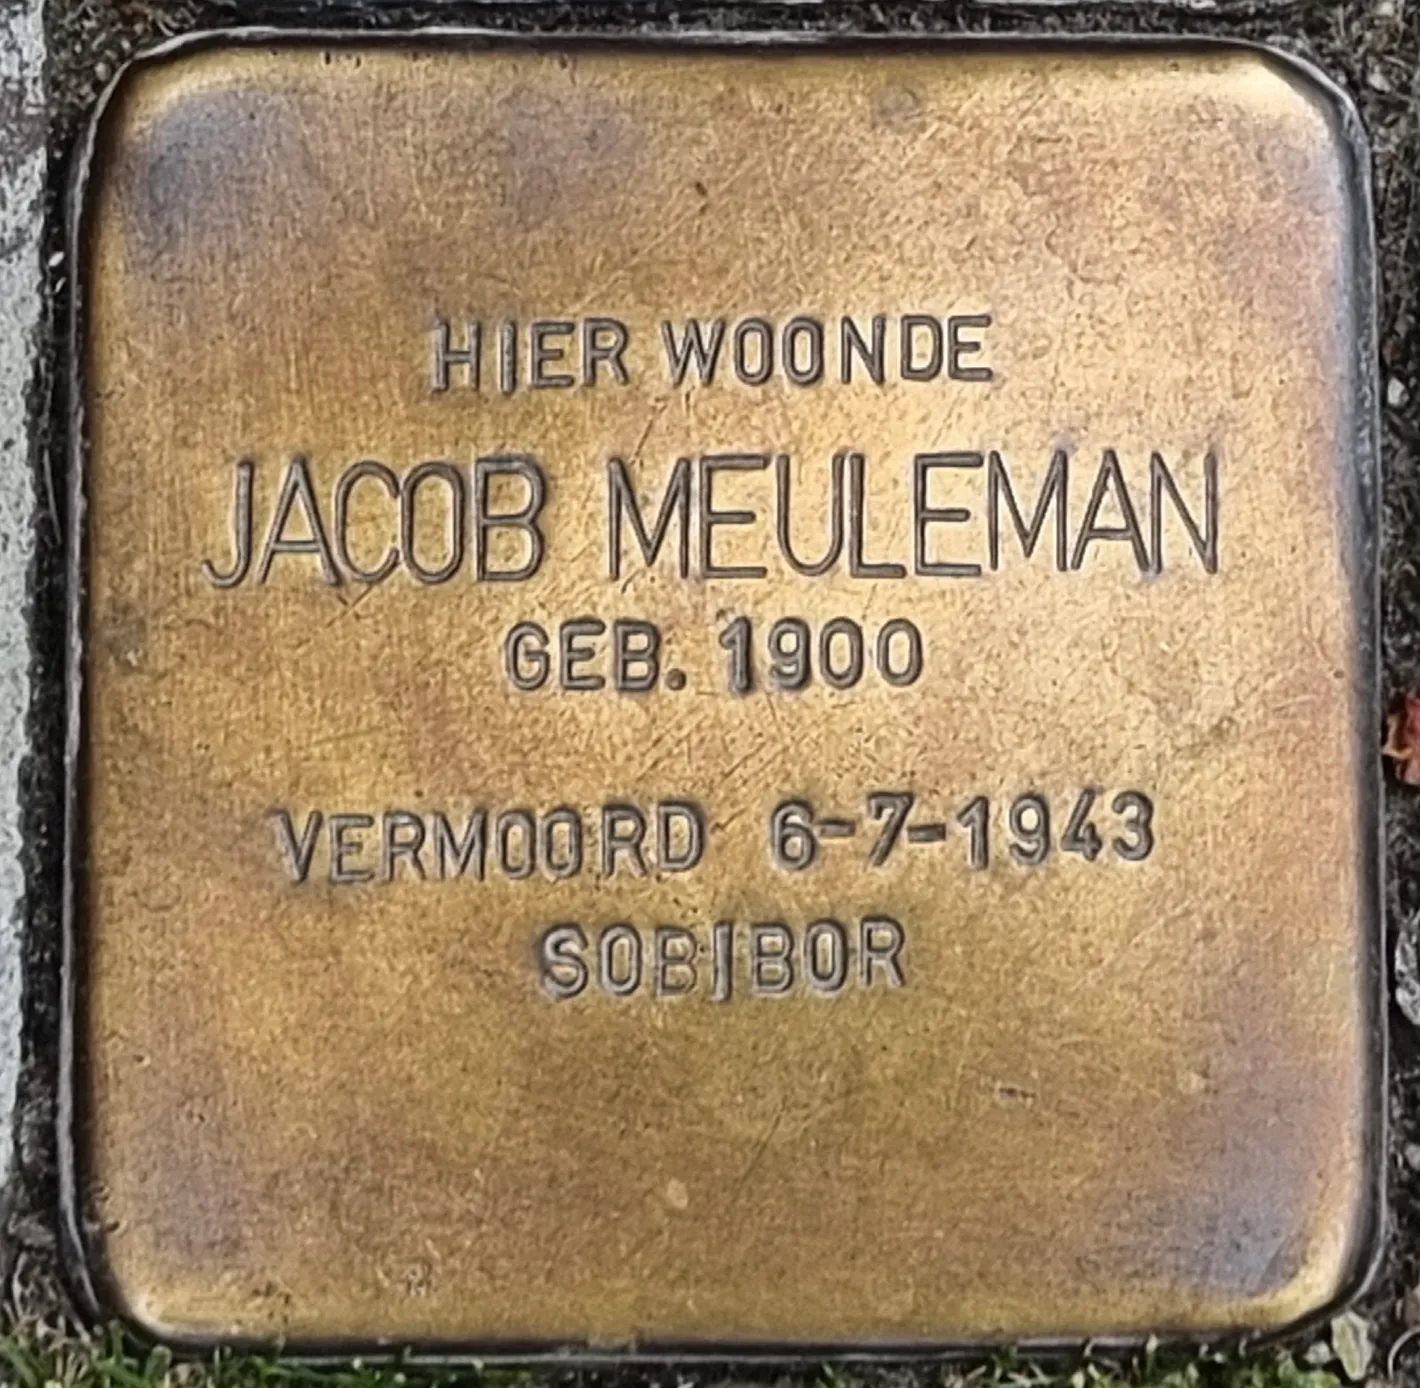 HIER WOONDE
JACOB MEULEMAN
GEB. 1900
VERMOORD 6-7-1943
SOBIBOR